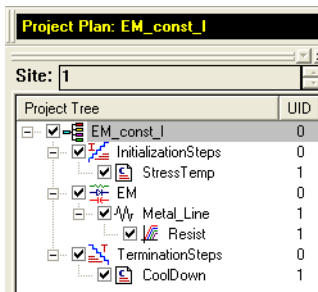 Project Plan: EM_const_I
Site: 1
Project Tree UID
EM_const_I 0
InitializationSteps 0
StressTemp 1
EM 0
Metal_Line 1
Resist 1
TerminationSteps 0
CoolDown 1